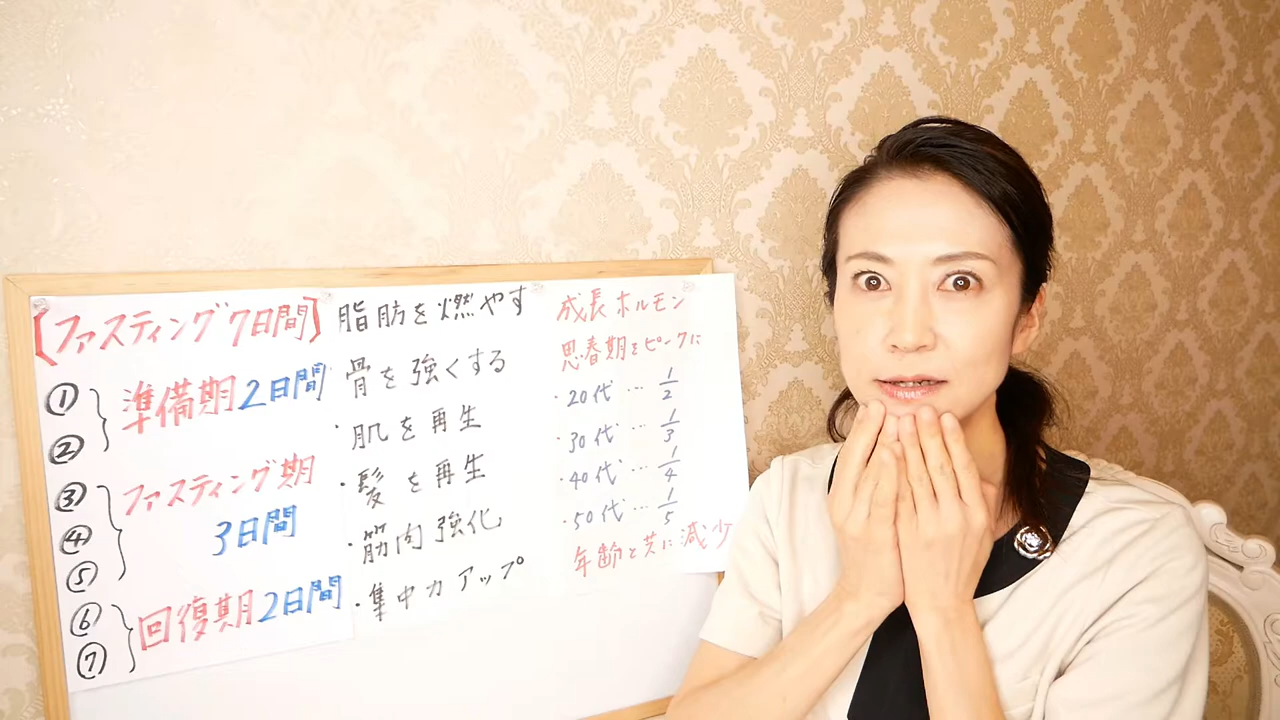 【ファスティング7日間】
① 準備期2日間
②
③ ファスティング期
④ 3日間
⑤
⑥ 回復期2日間
⑦
脂肪を燃やす
骨を強くする
・肌を再生
・髪を再生
・筋肉強化
・集中力アップ
成長ホルモン
思春期をピークに
・20代…1/2
・30代…1/3
・40代…1/4
・50代…1/5
年齢と共に減少